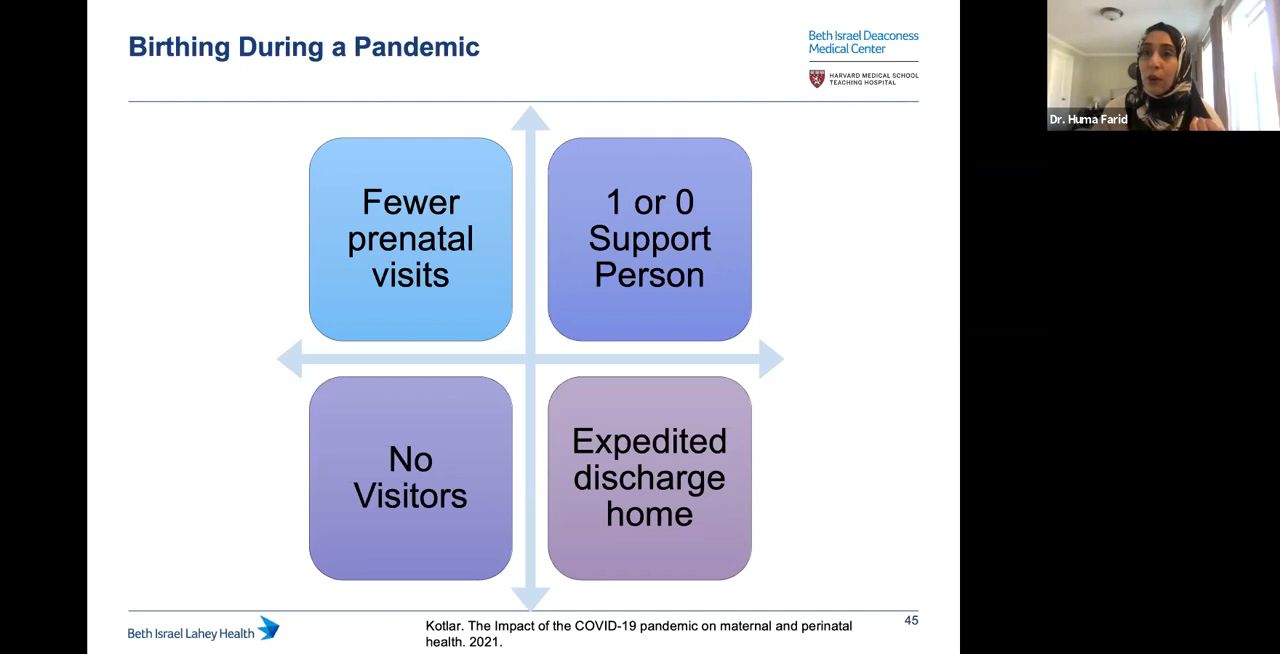 Birthing During a Pandemic
Beth Israel Deaconess
Medical Center
HARVARD MEDICAL SCHOOL
TEACHING HOSPITAL
Dr. Huma Farid
Fewer
prenatal
visits
1 or 0
Support
Person
No
Visitors
Expedited
discharge
home
Beth Israel Lahey Health
Kotlar. The Impact of the COVID-19 pandemic on maternal and perinatal
health. 2021.
45